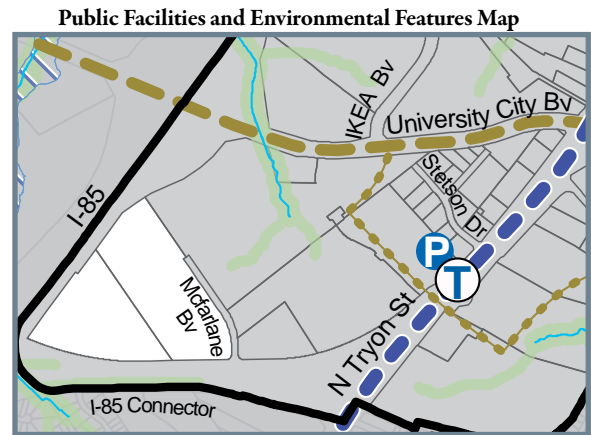 Public Facilities and Environmental Features Map
IKEA Bv
University City Bv
Stetson Dr
I-85
P
T
Mcfarlane
Bv
N Tryon St
I-85 Connector